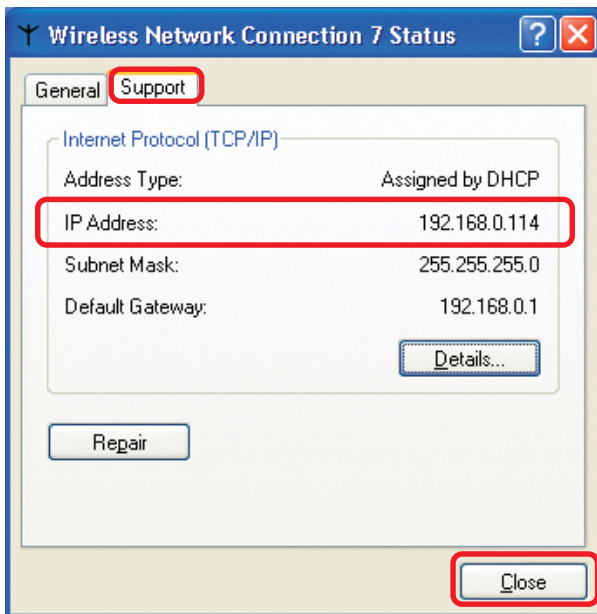 Wireless Network Connection 7 Status
?
General Support
Internet Protocol (TCP/IP)
Address Type: Assigned by DHCP
IP Address: 192.168.0.114
Subnet Mask: 255.255.255.0
Default Gateway: 192.168.0.1
Details...
Repair
Close